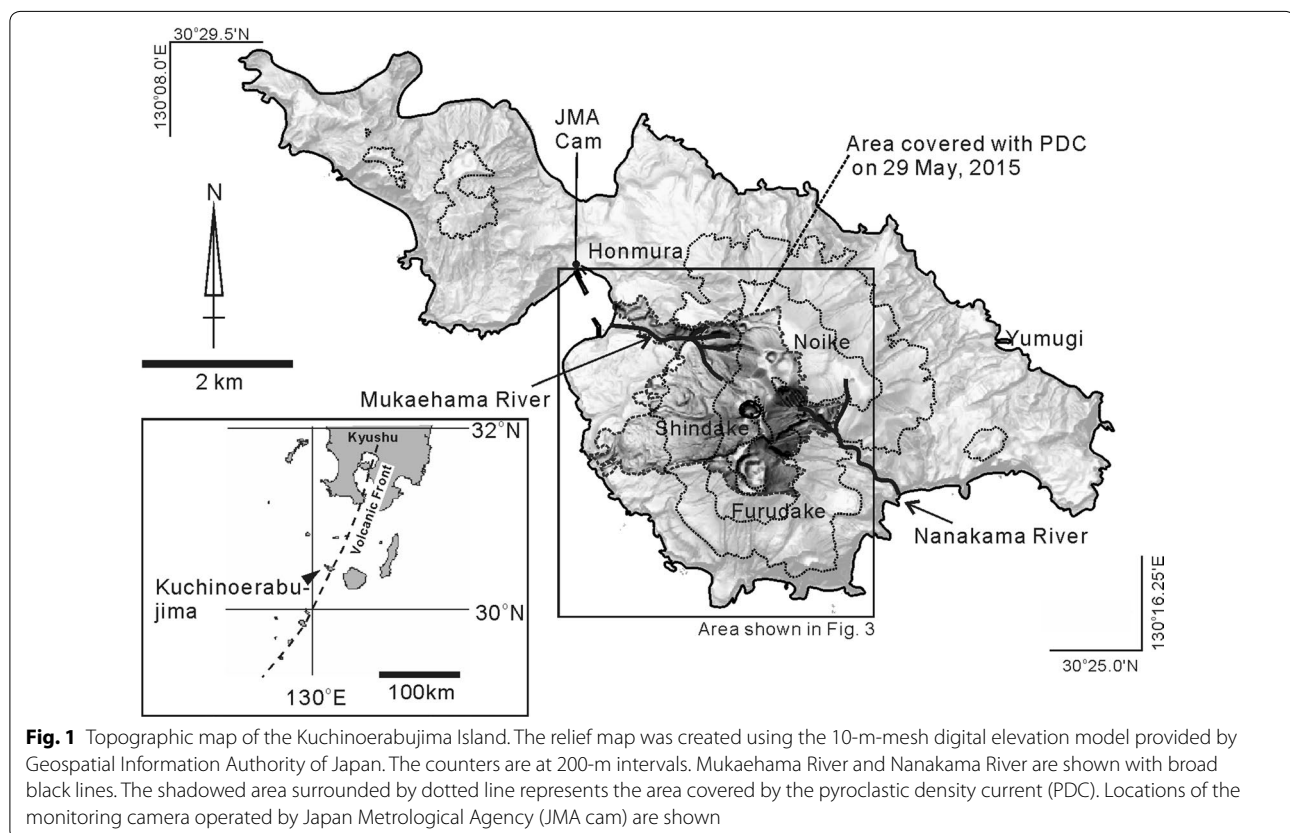 30°29.5'N
130°08.0'E
JMA
Cam
Area covered with PDC
on 29 May, 2015
N
Honmura
2 km
Noike
Yumugi
Mukaehama River
Shindake
Furudake
Nanakama River
Area shown in Fig. 3
130°16.25'E
30°25.0'N
Kyushu
32°N
Volcanic Front
Kuchinoerabu-
jima
30°N
130°E
100km
Fig. 1 Topographic map of the Kuchinoerabujima Island. The relief map was created using the 10-m-mesh digital elevation model provided by
Geospatial Information Authority of Japan. The counters are at 200-m intervals. Mukaehama River and Nanakama River are shown with broad
black lines. The shadowed area surrounded by dotted line represents the area covered by the pyroclastic density current (PDC). Locations of the
monitoring camera operated by Japan Metrological Agency (JMA cam) are shown